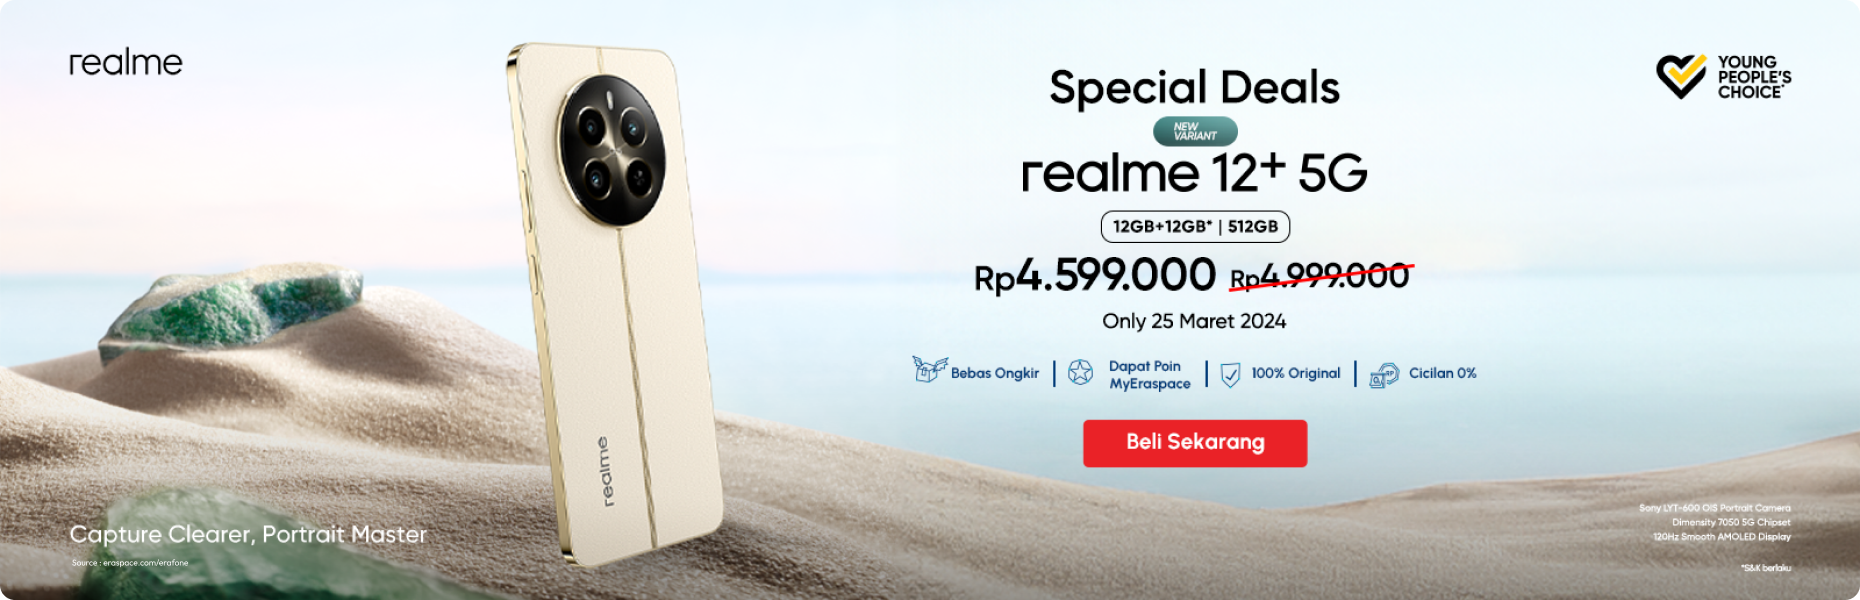 realme
YOUNG
PEOPLE'S
CHOICE
Special Deals
NEW
VARIANT
realme 12+ 5G
12GB+12GB* | 512GB
Rp4.599.000 Rp4.999.000
Only 25 Maret 2024
Bebas Ongkir | Dapat Poin MyEraspace | 100% Original | Cicilan 0%
Beli Sekarang
realme
Capture Clearer, Portrait Master
Source : eraspace.com/erafone
Sony LYT-600 OIS Portrait Camera
Dimensity 7050 5G Chipset
120Hz Smooth AMOLED Display
*S&K berlaku